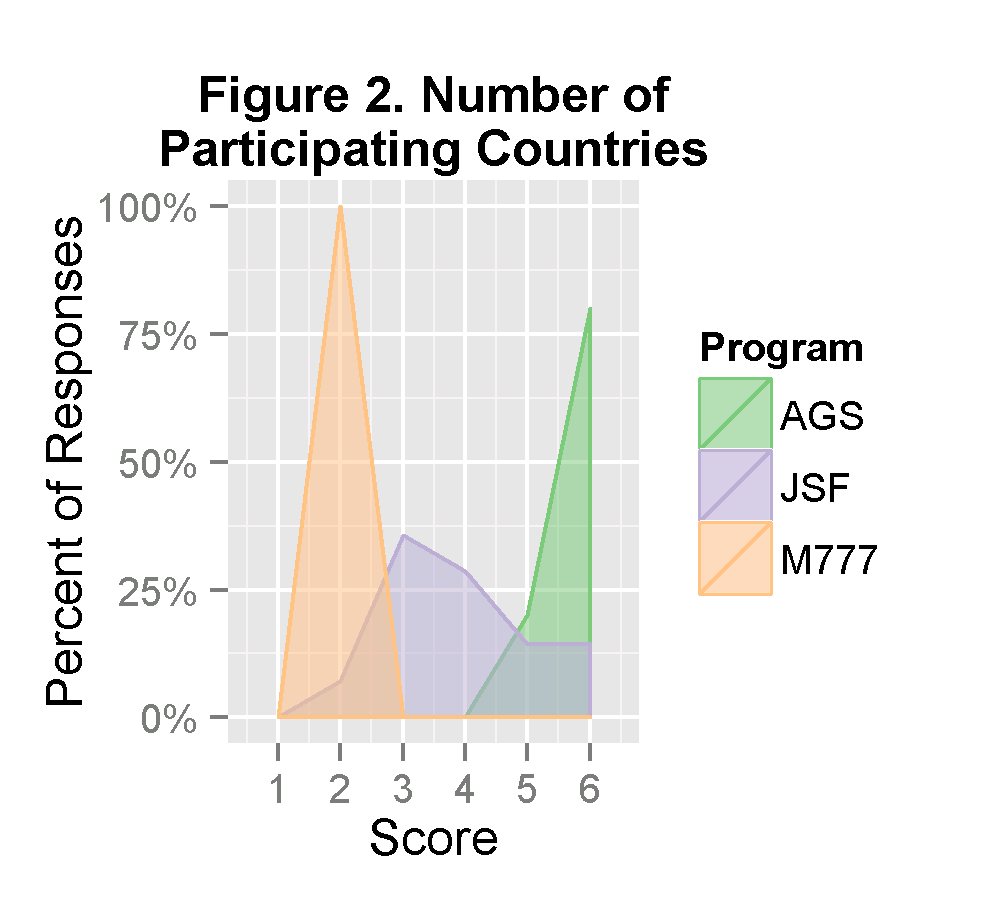 Figure 2. Number of
Participating Countries
Percent of Responses
100%
75%
50%
25%
0%
1 2 3 4 5 6
Score
Program
AGS
JSF
M777